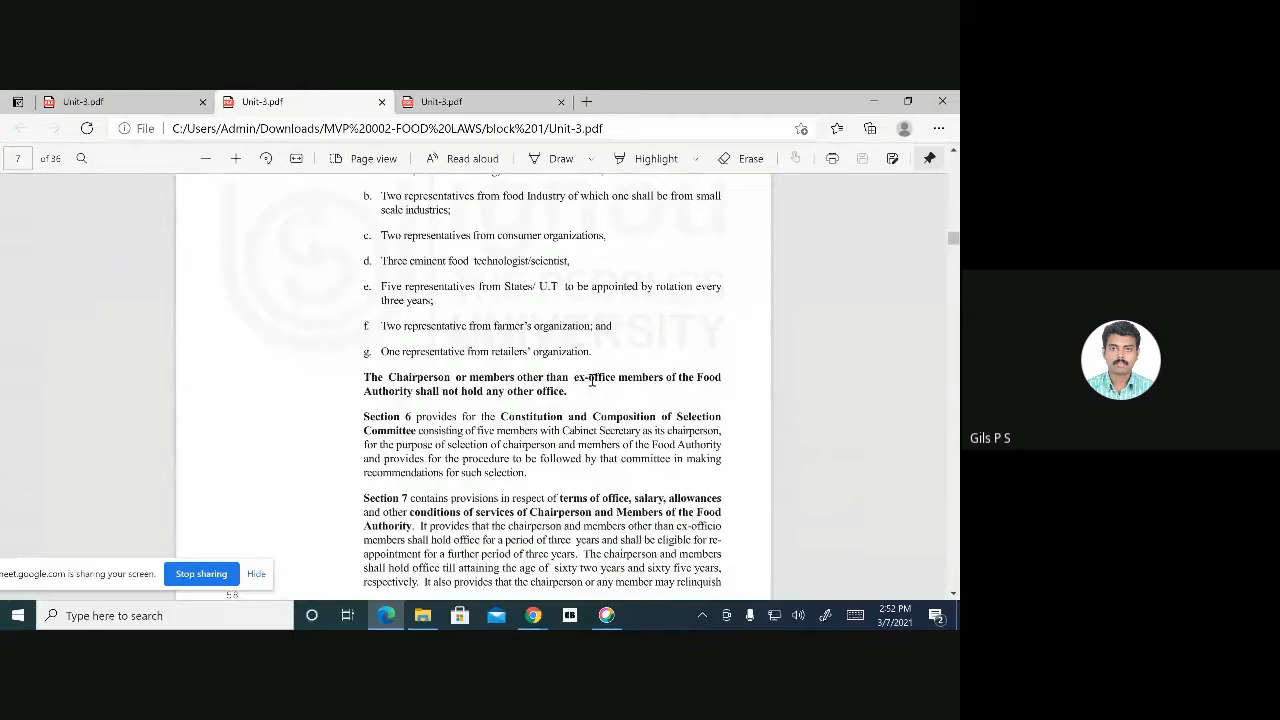 Unit-3.pdf
Unit-3.pdf
Unit-3.pdf
File
C:/Users/Admin/Downloads/MVP%20002-FOOD%20LAWS/block%201/Unit-3.pdf
7 of 36
Page view
Read aloud
Draw
Highlight
Erase
b. Two representatives from food Industry of which one shall be from small
scale industries;
c. Two representatives from consumer organizations,
d. Three eminent food technologist/scientist,
e. Five representatives from States/ U.T to be appointed by rotation every
three years;
f. Two representative from farmer's organization; and
g. One representative from retailers' organization.
The Chairperson or members other than ex-office members of the Food
Authority shall not hold any other office.
Section 6 provides for the Constitution and Composition of Selection
Committee consisting of five members with Cabinet Secretary as its chairperson,
for the purpose of selection of chairperson and members of the Food Authority
and provides for the procedure to be followed by that committee in making
recommendations for such selection.
Section 7 contains provisions in respect of terms of office, salary, allowances
and other conditions of services of Chairperson and Members of the Food
Authority. It provides that the chairperson and members other than ex-officio
members shall hold office for a period of three years and shall be eligible for re-
appointment for a further period of three years. The chairperson and members
shall hold office till attaining the age of sixty two years and sixty five years,
respectively. It also provides that the chairperson or any member may relinquish
58
THE PEOPLE'S
UNIVERSITY
meet.google.com is sharing your screen.
Stop sharing
Hide
Type here to search
2:52 PM
3/7/2021
2
Gils P S